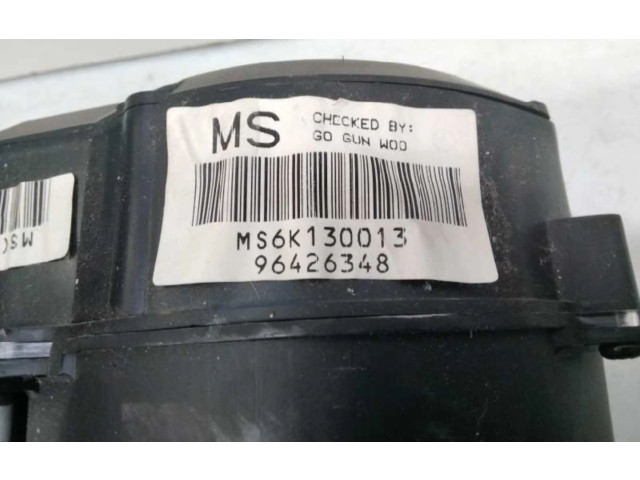 MS
CHECKED BY:
GO GUN WOO
MS6K130013
96426348